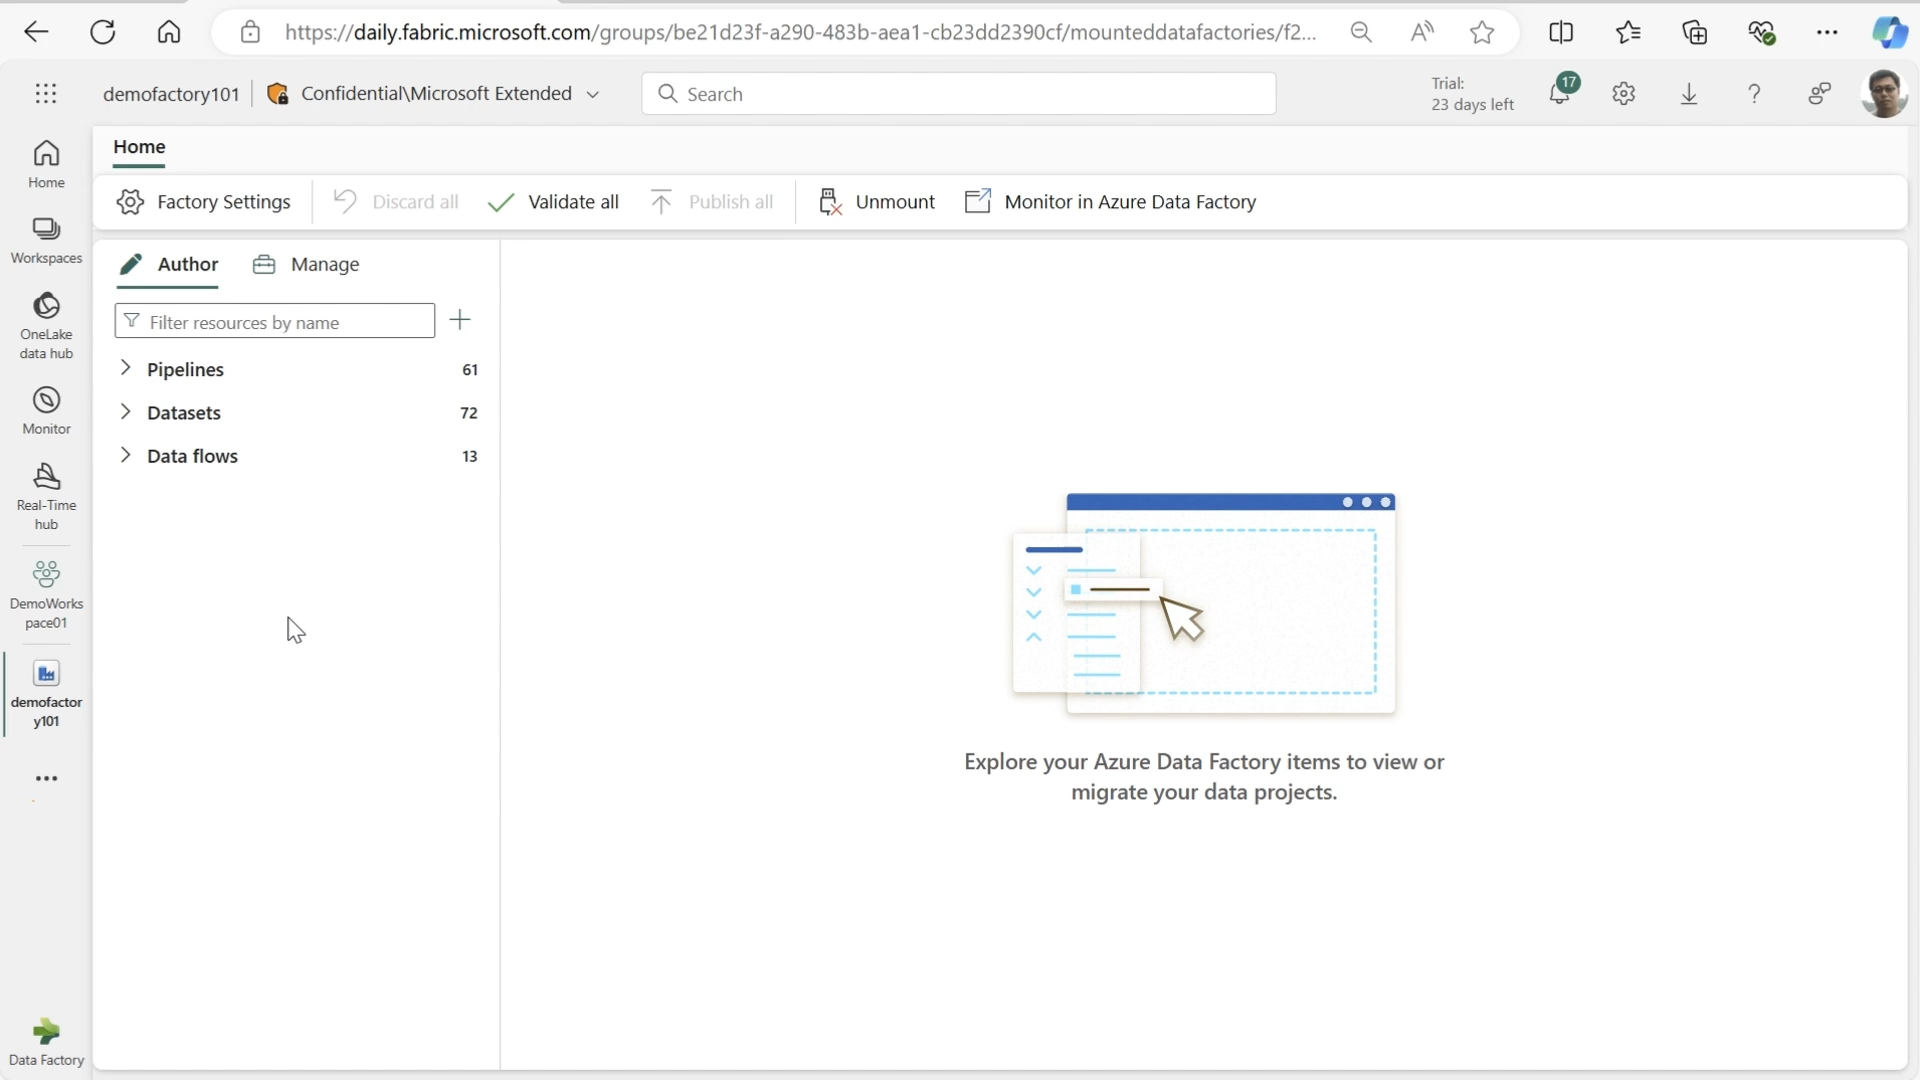 https://daily.fabric.microsoft.com/groups/be21d23f-a290-483b-aea1-cb23dd2390cf/mounteddatafactories/f2...
demofactory101
Confidential\Microsoft Extended
Search
Trial:
23 days left
17
Home
Factory Settings
Discard all
Validate all
Publish all
Unmount
Monitor in Azure Data Factory
Home
Workspaces
OneLake
data hub
Monitor
Real-Time
hub
DemoWorks
pace01
demofactor
y101
Data Factory
Author
Manage
Filter resources by name
Pipelines 61
Datasets 72
Data flows 13
Explore your Azure Data Factory items to view or
migrate your data projects.